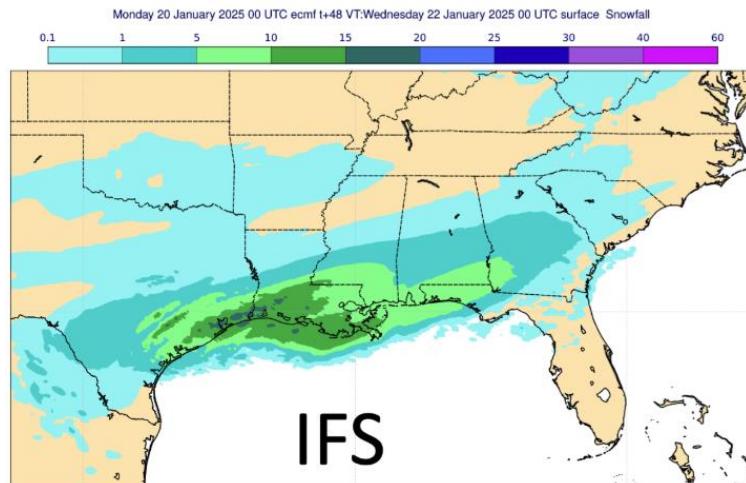 Monday 20 January 2025 00 UTC ecmf t+48 VT:Wednesday 22 January 2025 00 UTC surface Snowfall
0.1 1 5 10 15 20 25 30 40 60
IFS